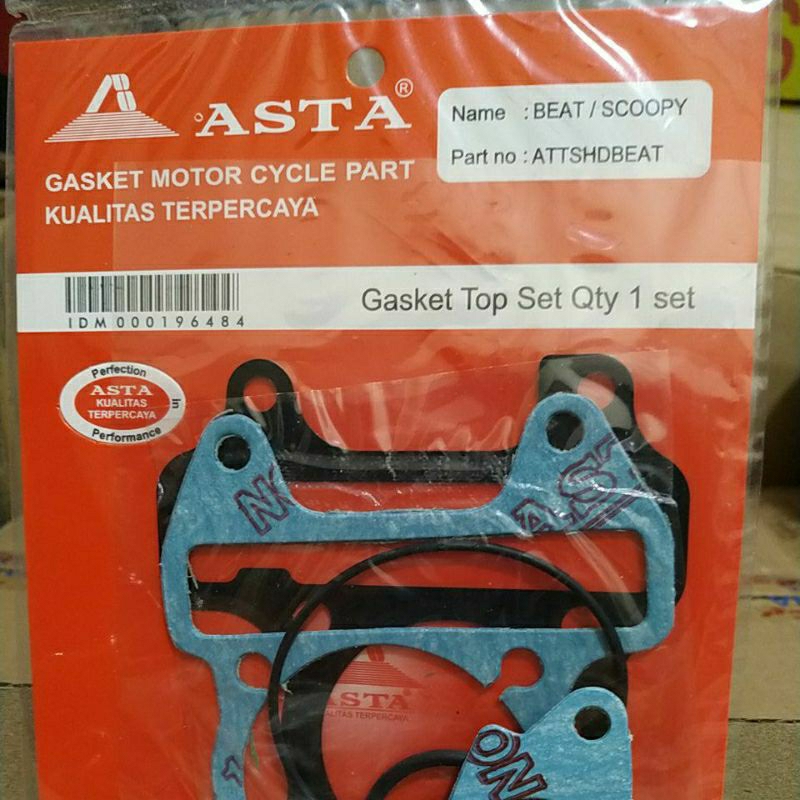 ASTA®
GASKET MOTOR CYCLE PART
KUALITAS TERPERCAYA
Name : BEAT / SCOOPY
Part no : ATTSHDBEAT
IDM000196484
Gasket Top Set Qty 1 set
Perfection
ASTA
KUALITAS
TERPERCAYA
in
Performance
ASTA
KUALITAS TERPERCAYA